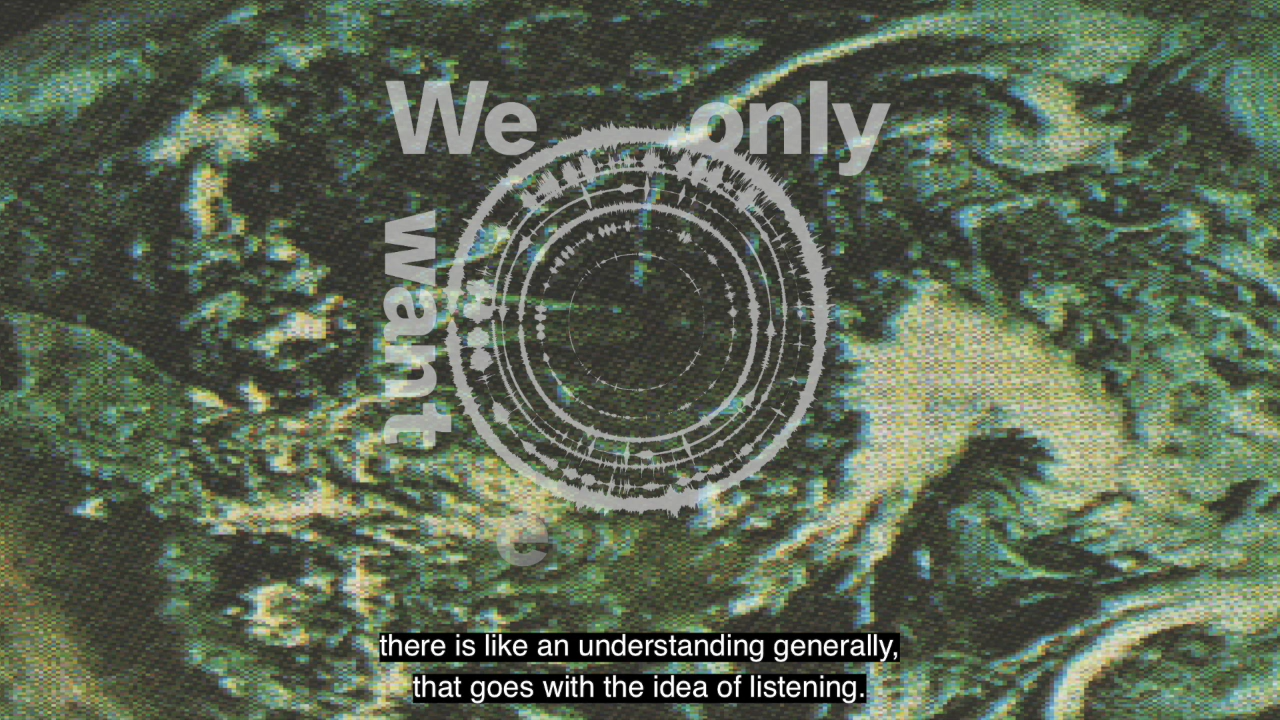 We only
want
e
there is like an understanding generally,
that goes with the idea of listening.